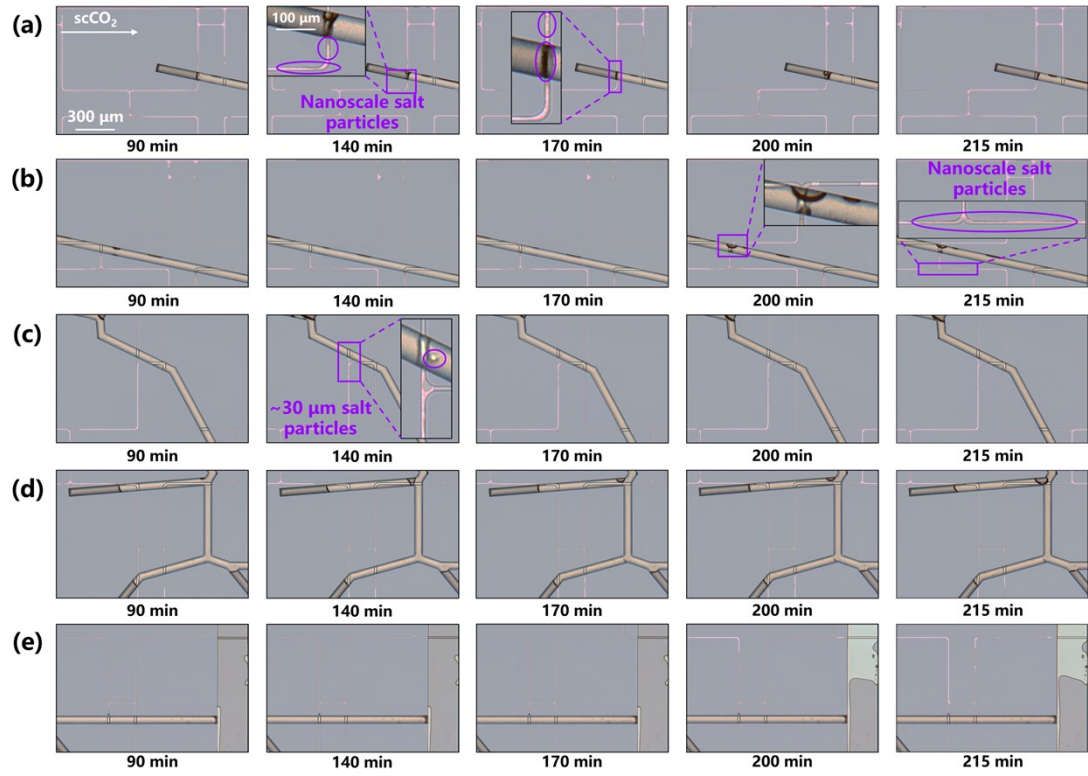 (a)
scCO₂
300 μm
100 μm
Nanoscale salt
particles
90 min
140 min
170 min
200 min
215 min
(b)
Nanoscale salt
particles
90 min
140 min
170 min
200 min
215 min
(c)
~30 μm salt
particles
90 min
140 min
170 min
200 min
215 min
(d)
90 min
140 min
170 min
200 min
215 min
(e)
90 min
140 min
170 min
200 min
215 min